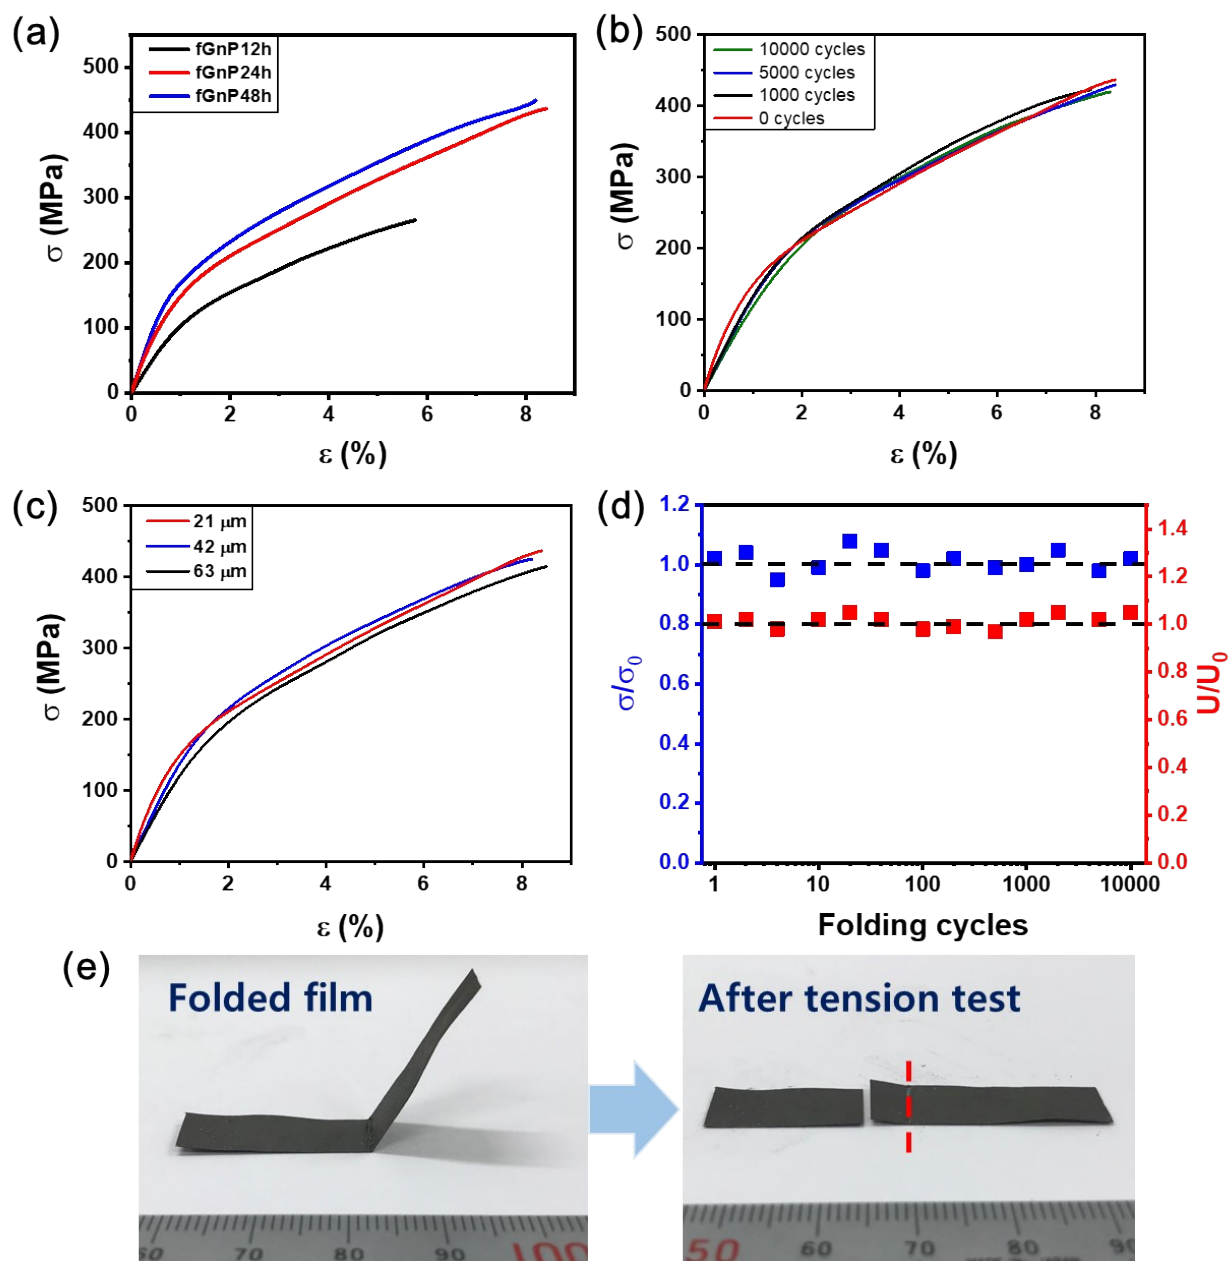 (a)
fGnP12h
fGnP24h
fGnP48h
500
400
300
200
100
0
σ (MPa)
0 2 4 6 8
ε (%)
(b)
10000 cycles
5000 cycles
1000 cycles
0 cycles
500
400
300
200
100
0
σ (MPa)
0 2 4 6 8
ε (%)
(c)
21 μm
42 μm
63 μm
500
400
300
200
100
0
σ (MPa)
0 2 4 6 8
ε (%)
(d)
1.2
1.0
0.8
0.6
0.4
0.2
0.0
σ/σ₀
1.4
1.2
1.0
0.8
0.6
0.4
0.2
0.0
U/U₀
1 10 100 1000 10000
Folding cycles
(e)
Folded film
60 70 80 90 100
After tension test
50 60 70 80 90